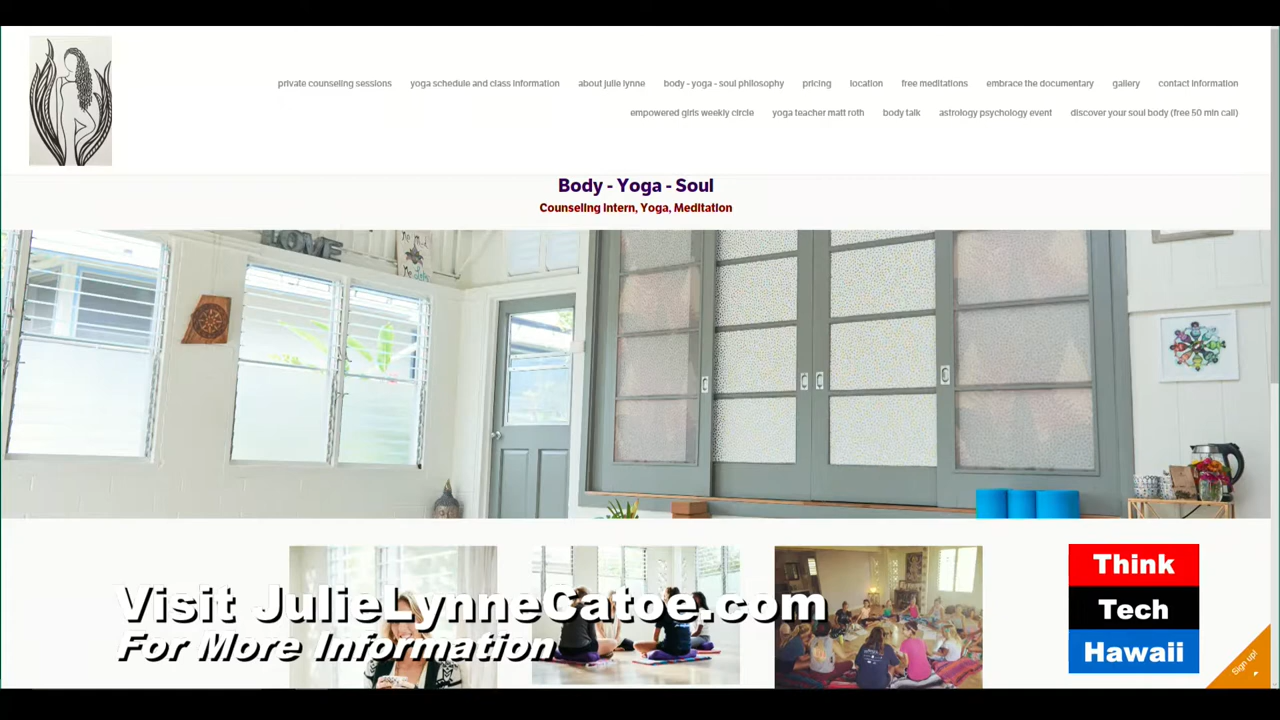 private counseling sessions yoga schedule and class information about julie lynne body - yoga - soul philosophy pricing location free meditations embrace the documentary gallery contact information
empowered girls weekly circle yoga teacher matt roth body talk astrology psychology event discover your soul body (free 50 min call)
Body - Yoga - Soul
Counseling Intern, Yoga, Meditation
LOVE
Visit JulieLynneCatoe.com
For More Information
Think
Tech
Hawaii
Sign up!